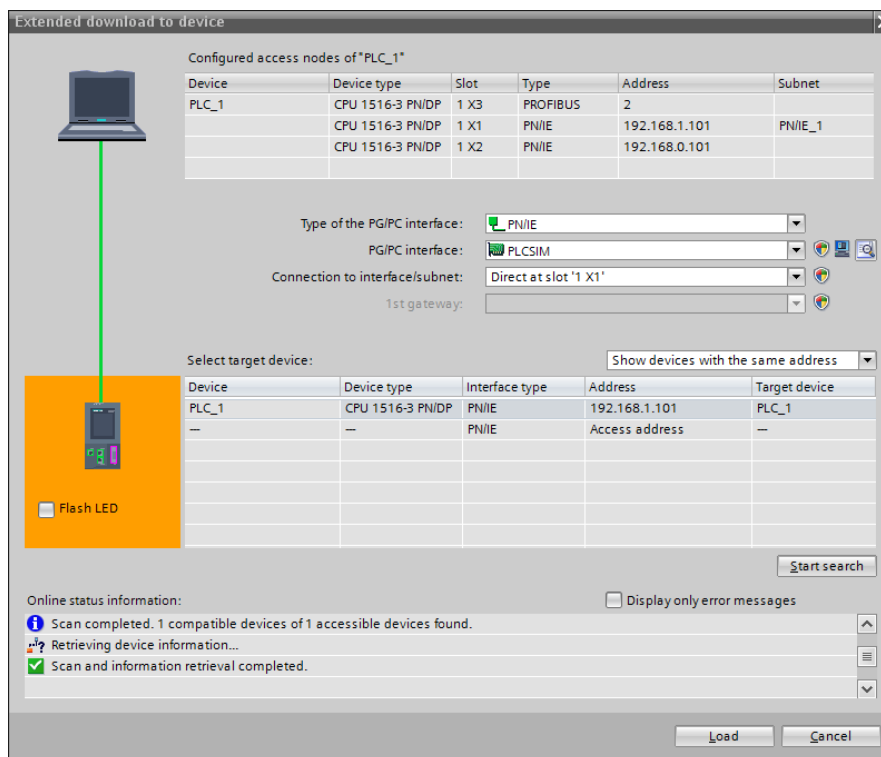 Extended download to device
Configured access nodes of "PLC_1"
Device Device type Slot Type Address Subnet
PLC_1 CPU 1516-3 PN/DP 1 X3 PROFIBUS 2
CPU 1516-3 PN/DP 1 X1 PN/IE 192.168.1.101 PN/IE_1
CPU 1516-3 PN/DP 1 X2 PN/IE 192.168.0.101
Type of the PG/PC interface: PN/IE
PG/PC interface: PLCSIM
Connection to interface/subnet: Direct at slot '1 X1'
1st gateway:
Select target device: Show devices with the same address
Device Device type Interface type Address Target device
PLC_1 CPU 1516-3 PN/DP PN/IE 192.168.1.101 PLC_1
— — PN/IE Access address —
Flash LED
Start search
Online status information: Display only error messages
Scan completed. 1 compatible devices of 1 accessible devices found.
Retrieving device information...
Scan and information retrieval completed.
Load Cancel